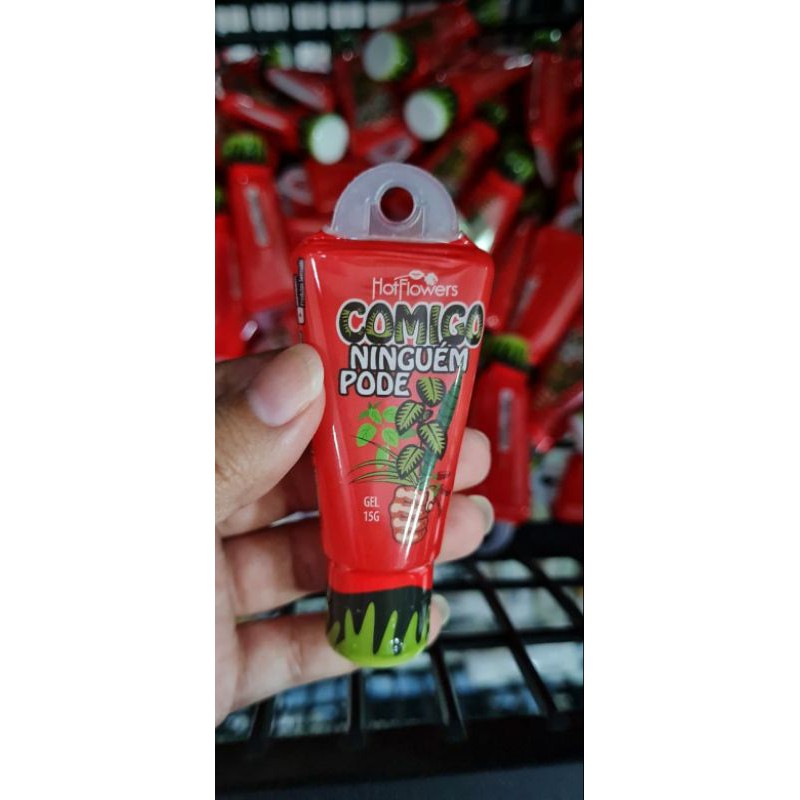 HotFlowers
COMIGO
NINGUÉM
PODE
GEL
15G